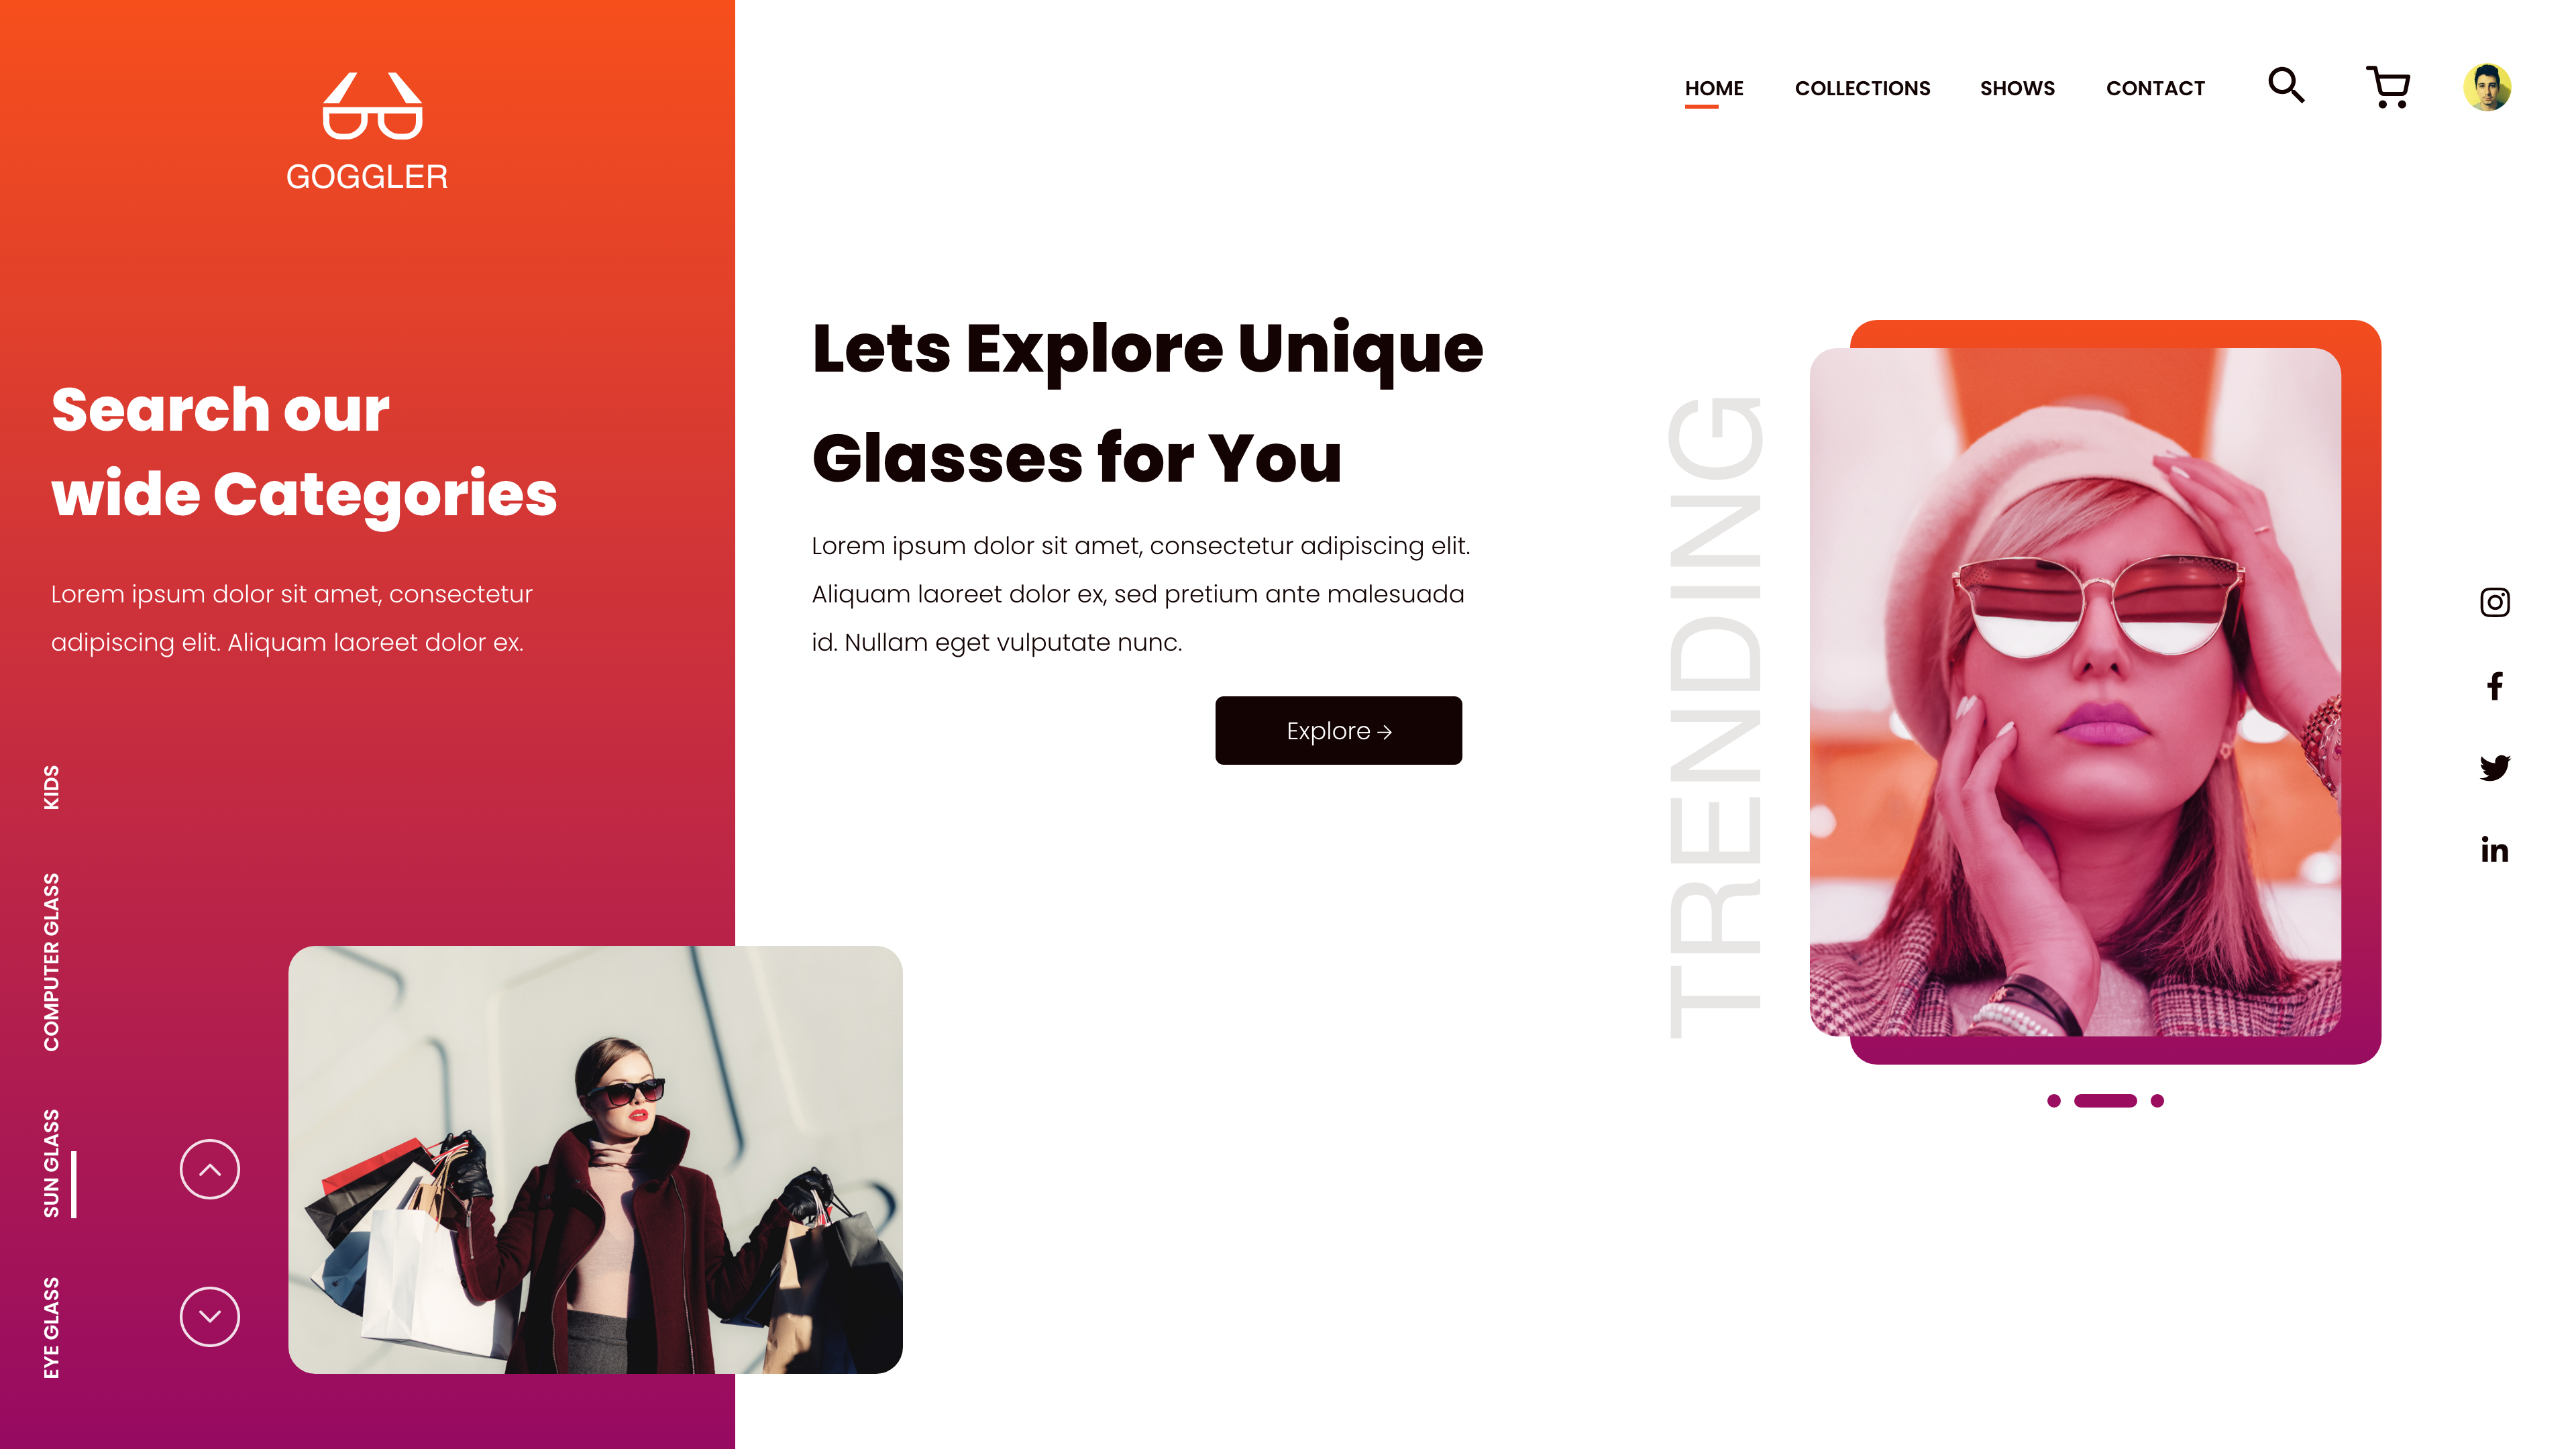 GOGGLER
HOME
COLLECTIONS
SHOWS
CONTACT
Search our
wide Categories
Lorem ipsum dolor sit amet, consectetur
adipiscing elit. Aliquam laoreet dolor ex.
KIDS
COMPUTER GLASS
SUN GLASS
EYE GLASS
Lets Explore Unique
Glasses for You
Lorem ipsum dolor sit amet, consectetur adipiscing elit.
Aliquam laoreet dolor ex, sed pretium ante malesuada
id. Nullam eget vulputate nunc.
Explore →
TRENDING